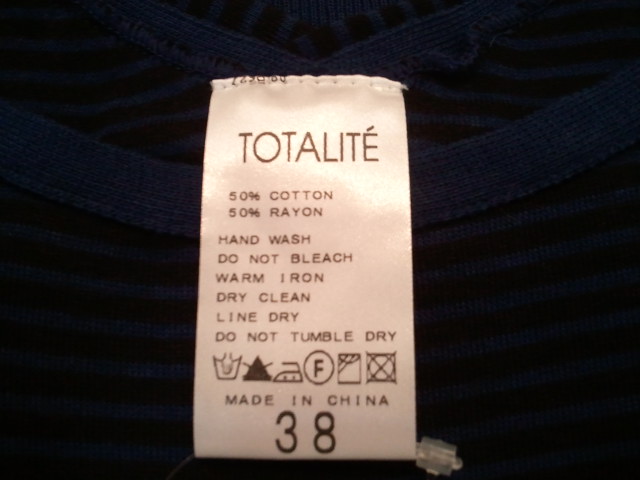 TOTALITÉ
50% COTTON
50% RAYON
HAND WASH
DO NOT BLEACH
WARM IRON
DRY CLEAN
LINE DRY
DO NOT TUMBLE DRY
F
MADE IN CHINA
38